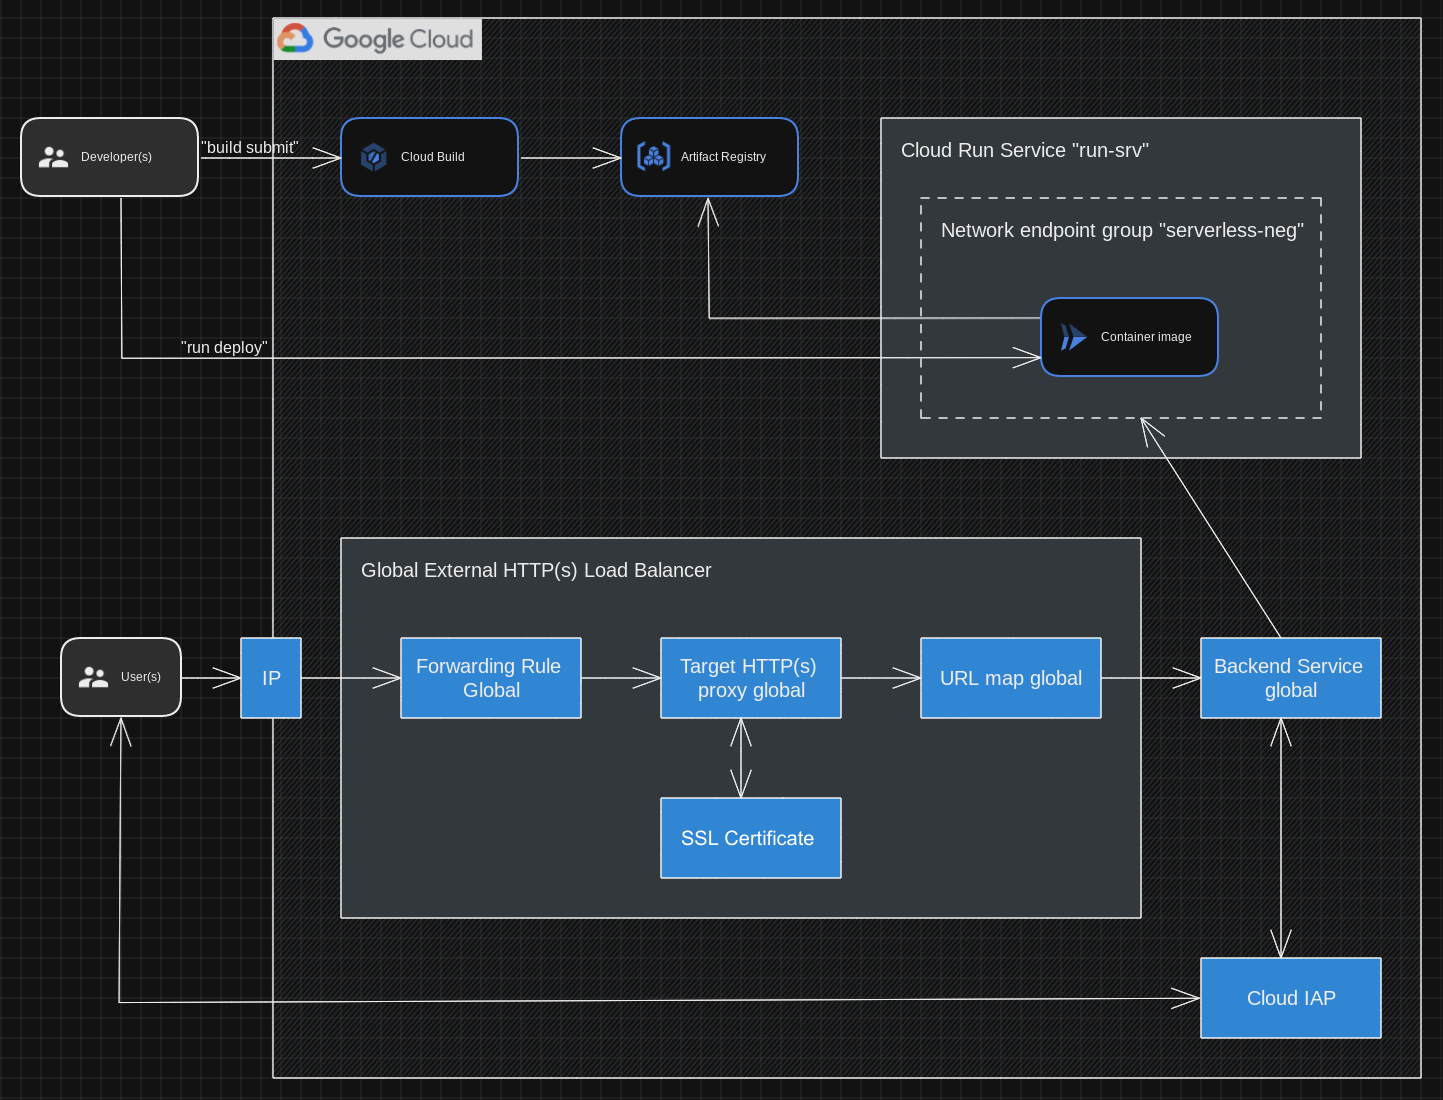 Google Cloud
Developer(s)
"build submit"
Cloud Build
Artifact Registry
Cloud Run Service "run-srv"
Network endpoint group "serverless-neg"
Container image
"run deploy"
Global External HTTP(s) Load Balancer
User(s)
IP
Forwarding Rule
Global
Target HTTP(s)
proxy global
URL map global
Backend Service
global
SSL Certificate
Cloud IAP